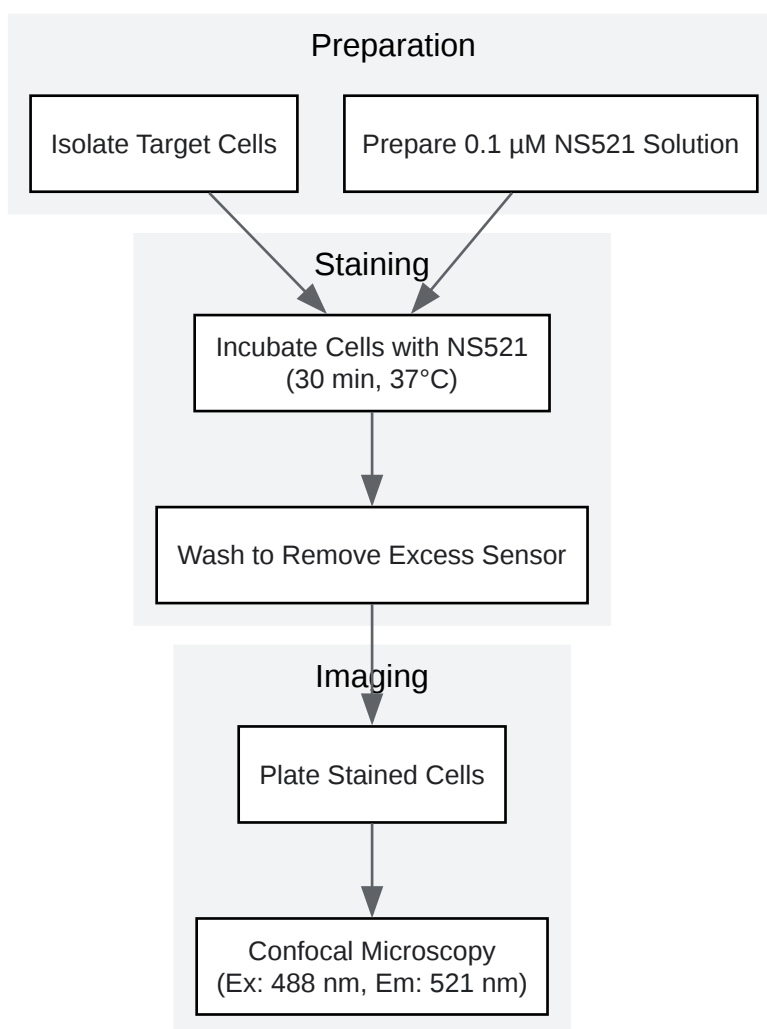 Preparation
Isolate Target Cells
Prepare 0.1 µM NS521 Solution
Staining
Incubate Cells with NS521
(30 min, 37°C)
Wash to Remove Excess Sensor
Imaging
Plate Stained Cells
Confocal Microscopy
(Ex: 488 nm, Em: 521 nm)